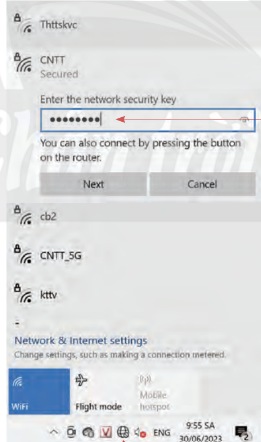 Thttskvc
CNTT
Secured
Enter the network security key
••••••••
You can also connect by pressing the button
on the router.
Next
Cancel
cb2
CNTT_5G
kttv
Network & Internet settings
Change settings, such as making a connection metered.
WiFi
Flight mode
Mobile
hotspot
ENG
9:55 SA
30/06/2023
2